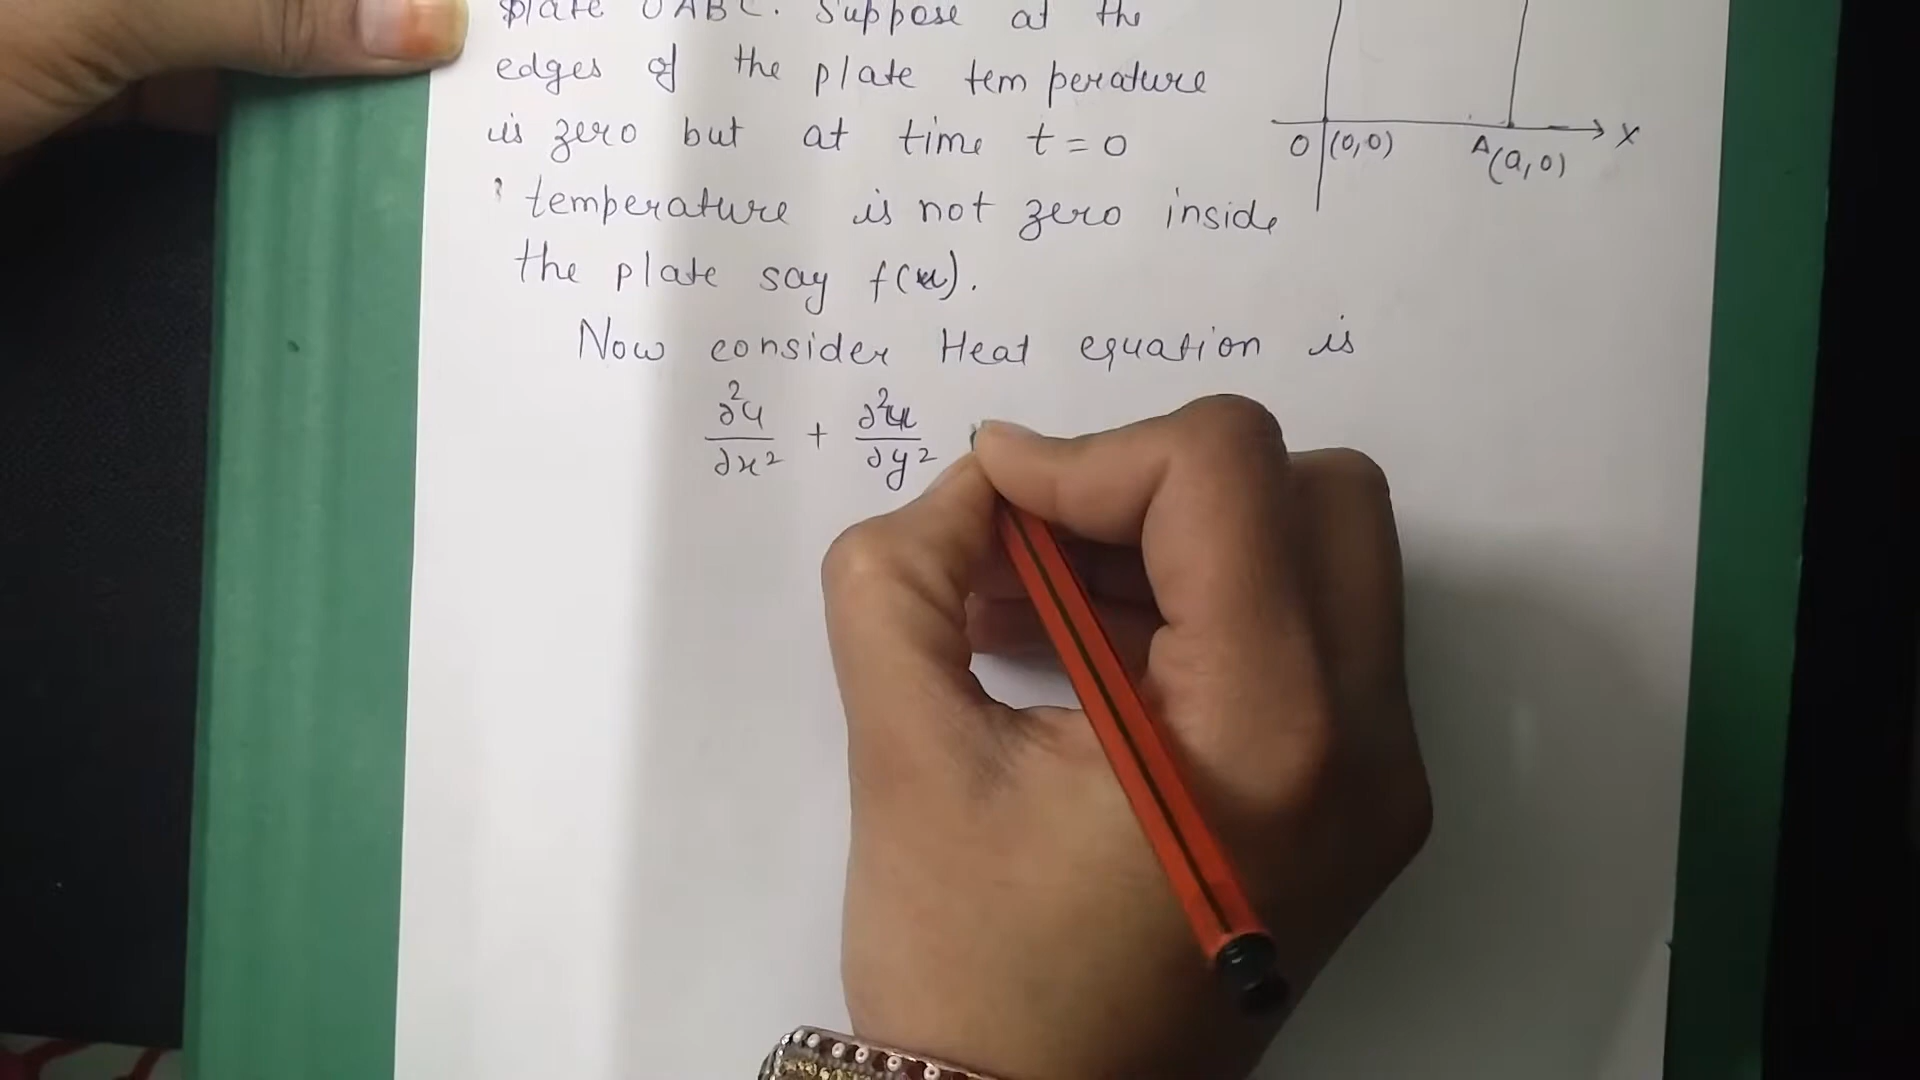 plate OABC. Suppose at the
edges of the plate temperature
is zero but at time t = 0
temperature is not zero inside
the plate say f(x).
Now consider Heat equation is
∂²u/∂x² + ∂²u/∂y²
X
O (0,0)
A(a,0)